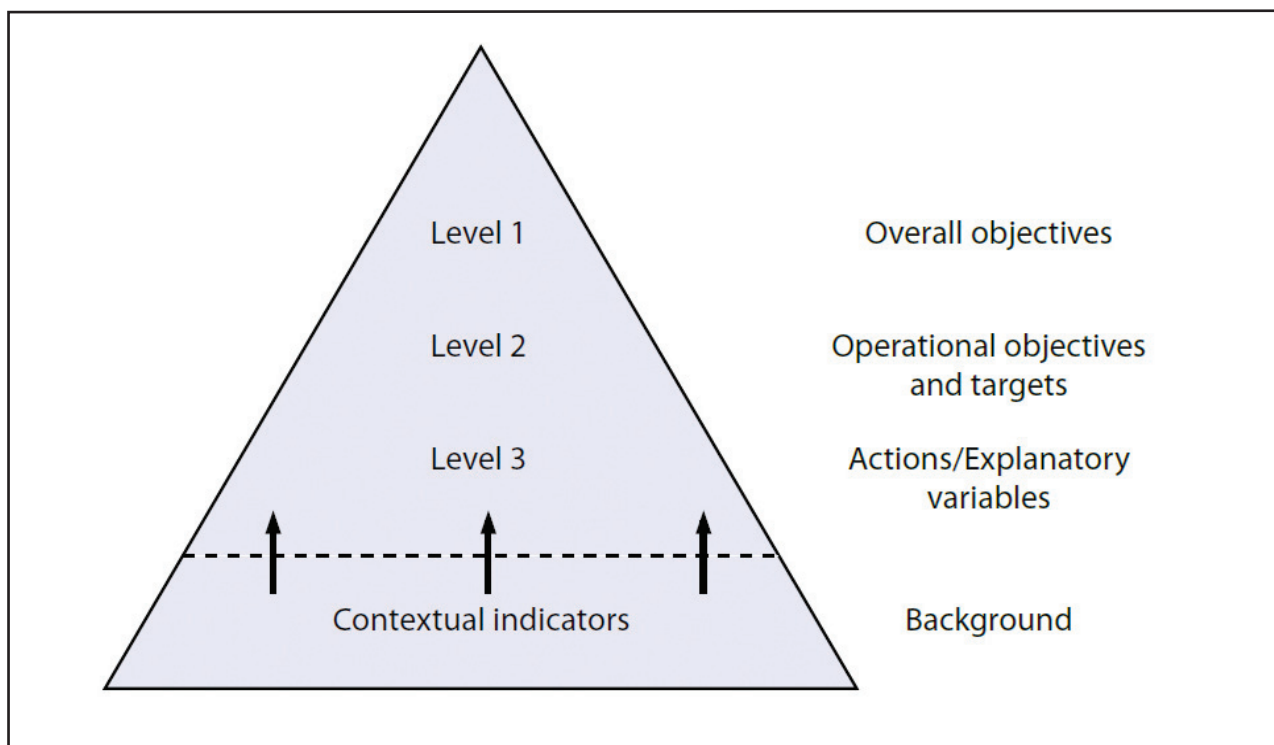 Level 1
Overall objectives
Level 2
Operational objectives
and targets
Level 3
Actions/Explanatory
variables
Contextual indicators
Background